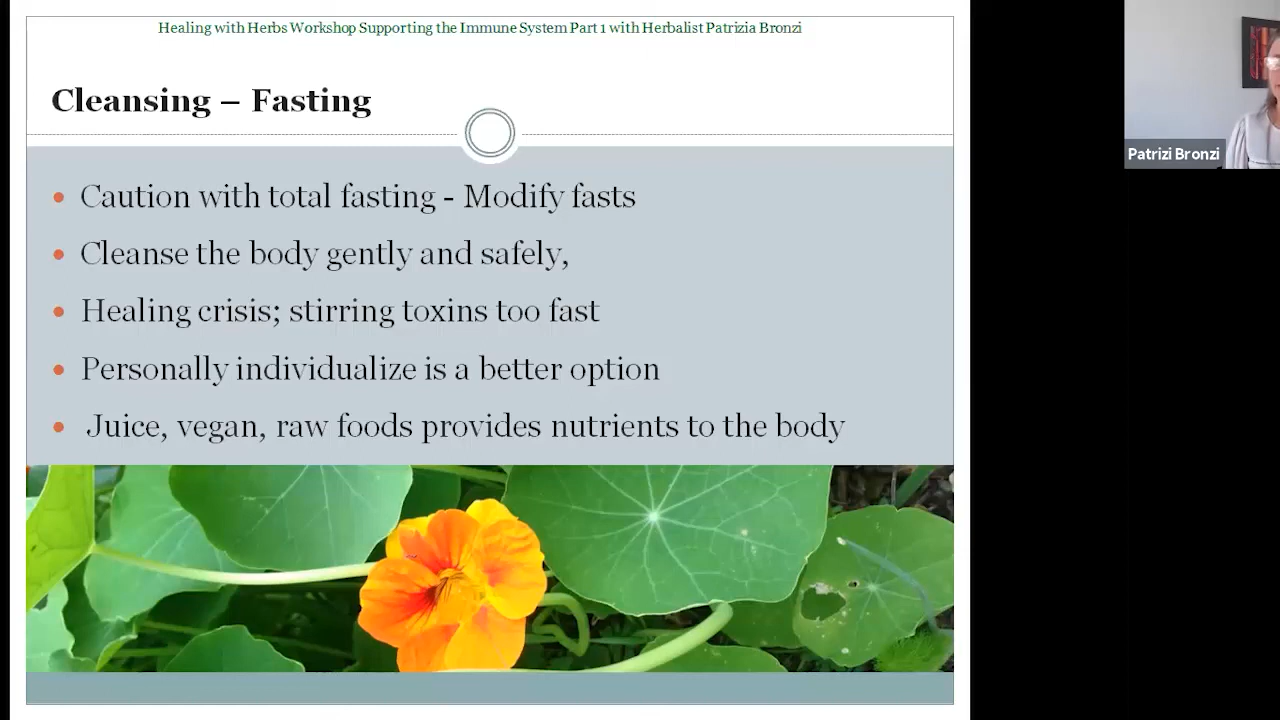 Healing with Herbs Workshop Supporting the Immune System Part 1 with Herbalist Patrizia Bronzi
Cleansing – Fasting
Patrizi Bronzi
• Caution with total fasting - Modify fasts
• Cleanse the body gently and safely,
• Healing crisis; stirring toxins too fast
• Personally individualize is a better option
• Juice, vegan, raw foods provides nutrients to the body